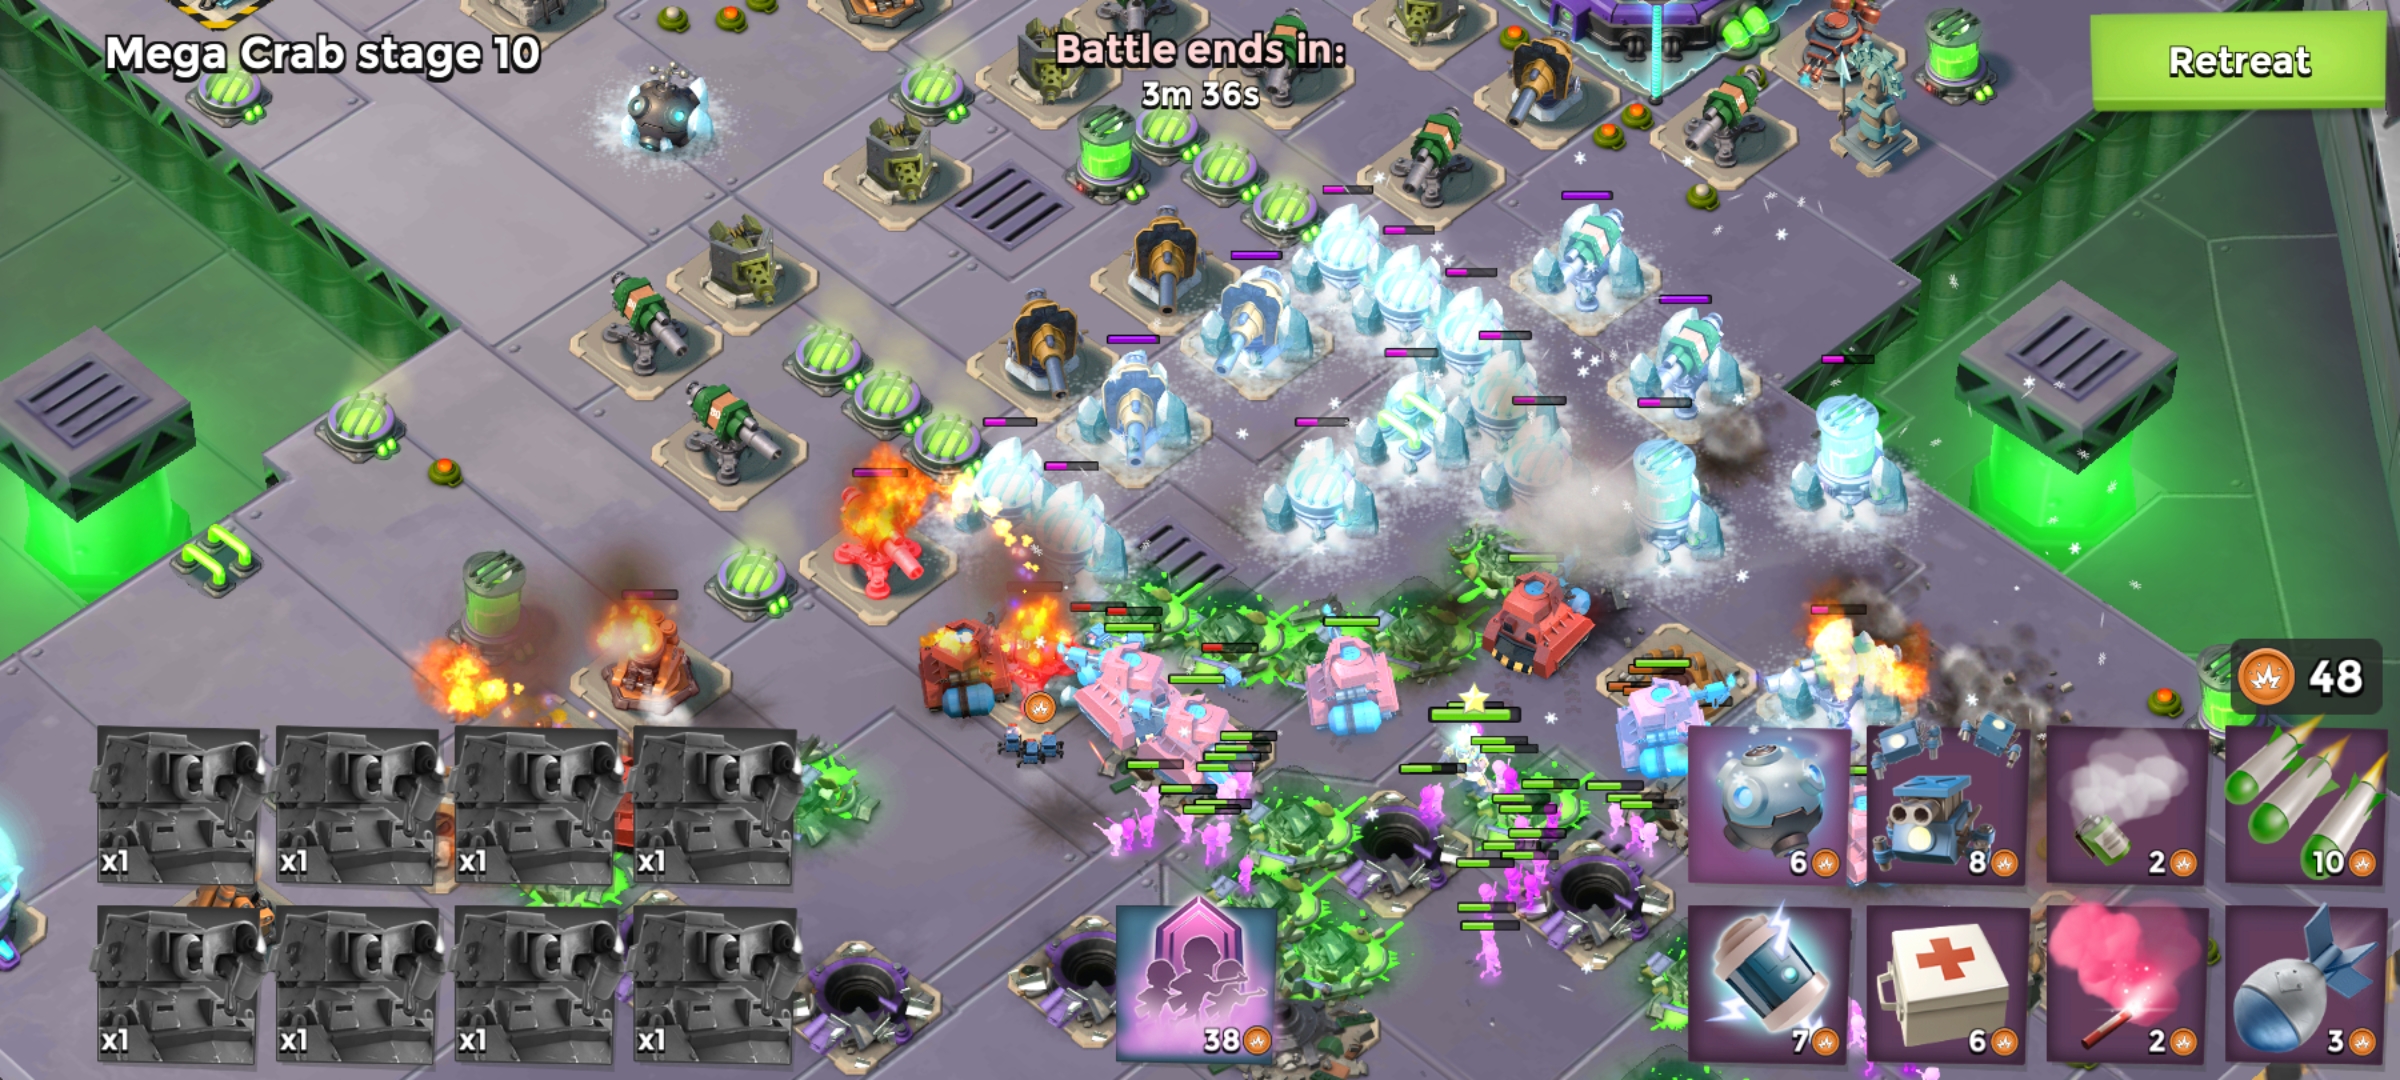 Mega Crab stage 10
Battle ends in:
3m 36s
Retreat
48
x1
x1
x1
x1
6
8
2
10
x1
x1
x1
x1
38
7
6
2
3